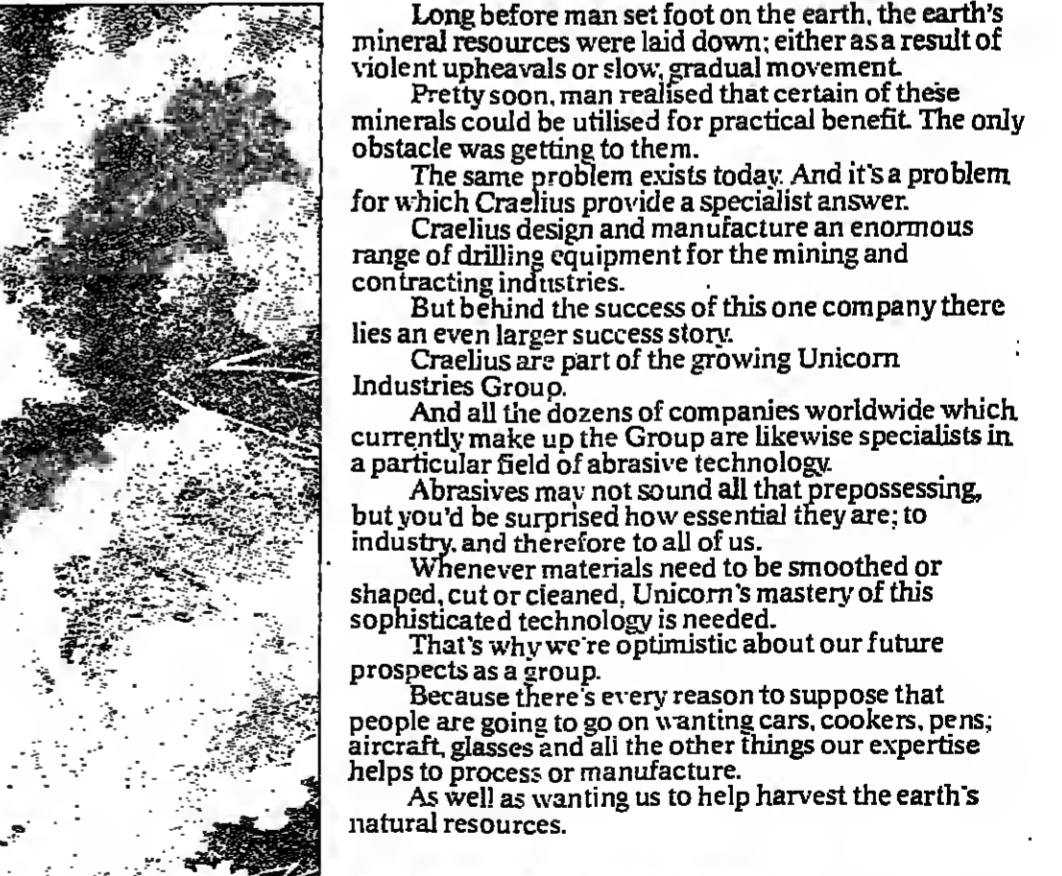 Long before man set foot on the earth, the earth's
mineral resources were laid down; either as a result of
violent upheavals or slow, gradual movement.
Pretty soon, man realised that certain of these
minerals could be utilised for practical benefit. The only
obstacle was getting to them.
The same problem exists today. And it's a problem
for which Craelius provide a specialist answer.
Craelius design and manufacture an enormous
range of drilling equipment for the mining and
contracting industries.
But behind the success of this one company there
lies an even larger success story.
Craelius are part of the growing Unicorn
Industries Group.
And all the dozens of companies worldwide which
currently make up the Group are likewise specialists in
a particular field of abrasive technology.
Abrasives may not sound all that prepossessing,
but you'd be surprised how essential they are; to
industry, and therefore to all of us.
Whenever materials need to be smoothed or
shaped, cut or cleaned, Unicorn's mastery of this
sophisticated technology is needed.
That's why we're optimistic about our future
prospects as a group.
Because there's every reason to suppose that
people are going to go on wanting cars, cookers, pens,
aircraft, glasses and all the other things our expertise
helps to process or manufacture.
As well as wanting us to help harvest the earth's
natural resources.